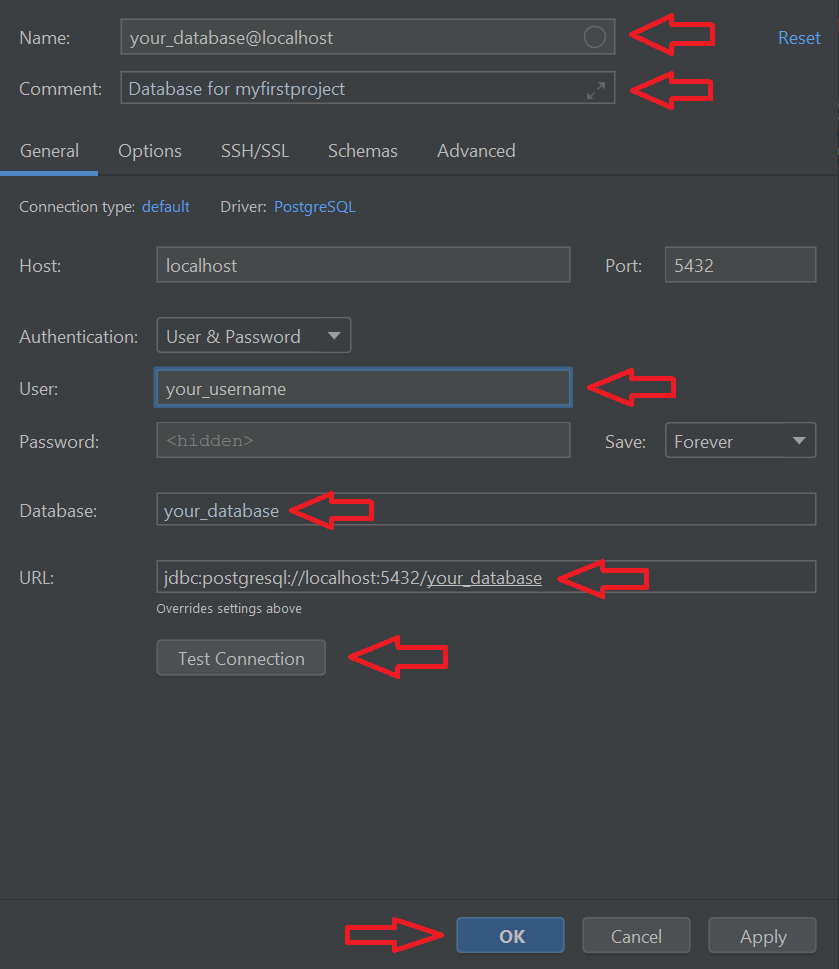 Name: your_database@localhost Reset
Comment: Database for myfirstproject
General Options SSH/SSL Schemas Advanced
Connection type: default Driver: PostgreSQL
Host: localhost Port: 5432
Authentication: User & Password
User: your_username
Password: <hidden> Save: Forever
Database: your_database
URL: jdbc:postgresql://localhost:5432/your_database
Overrides settings above
Test Connection
OK Cancel Apply